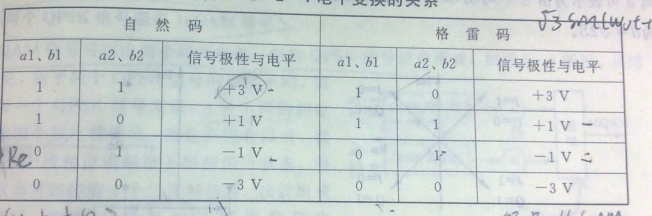 电平变换的关系
自然码 格雷码
a1、b1 a2、b2 信号极性与电平 a1、b1 a2、b2 信号极性与电平
1 1 +3 V 1 0 +3 V
1 0 +1 V 1 1 +1 V
0 1 −1 V 0 1 −1 V
0 0 −3 V 0 0 −3 V